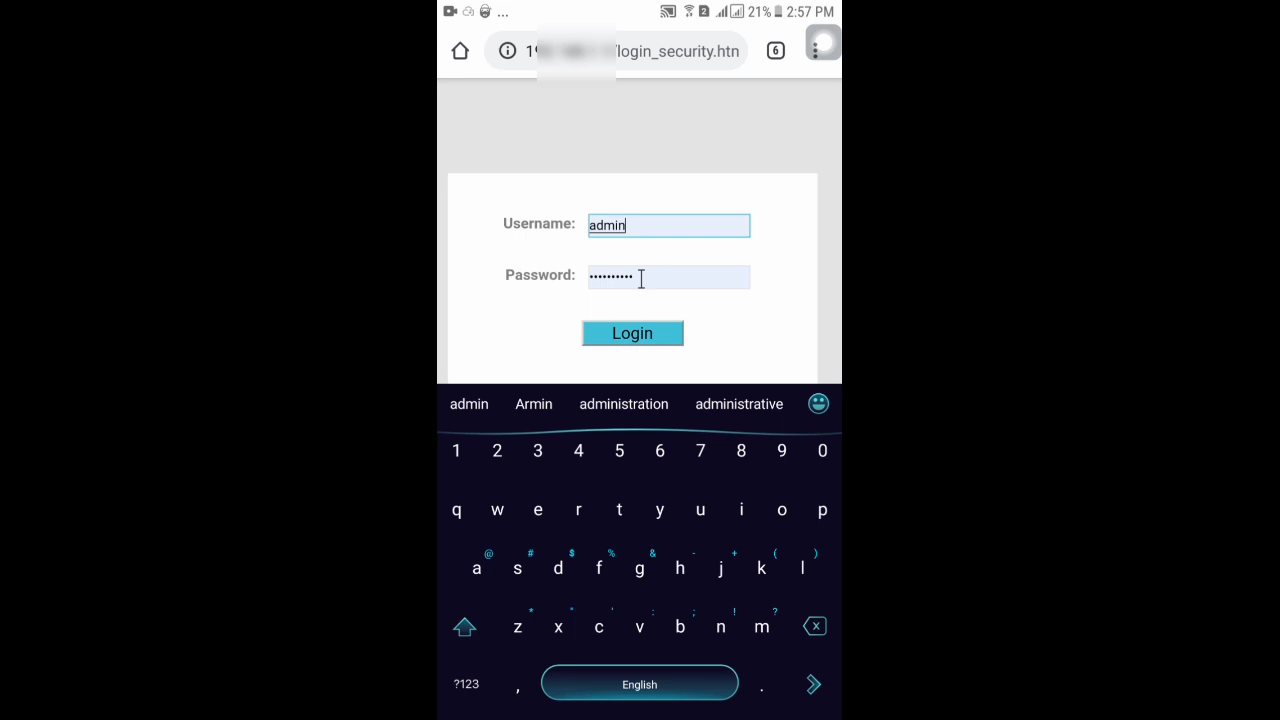 ... 21% 2:57 PM
19 /login_security.htn 6
Username: admin
Password: ••••••••••
Login
admin Armin administration administrative
1 2 3 4 5 6 7 8 9 0
q w e r t y u i o p
@ # $ % & - + ( )
a s d f g h j k l
* " ' : ; ! ?
z x c v b n m
?123 , English .